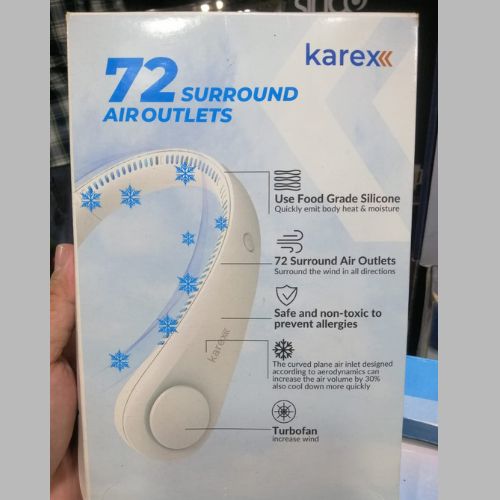 karex
72 SURROUND
AIR OUTLETS
Use Food Grade Silicone
Quickly emit body heat & moisture
72 Surround Air Outlets
Surround the wind in all directions
Safe and non-toxic to
prevent allergies
karex
The curved plane air inlet designed
according to aerodynamics can
increase the air volume by 30%
also cool down more quickly
Turbofan
increase wind